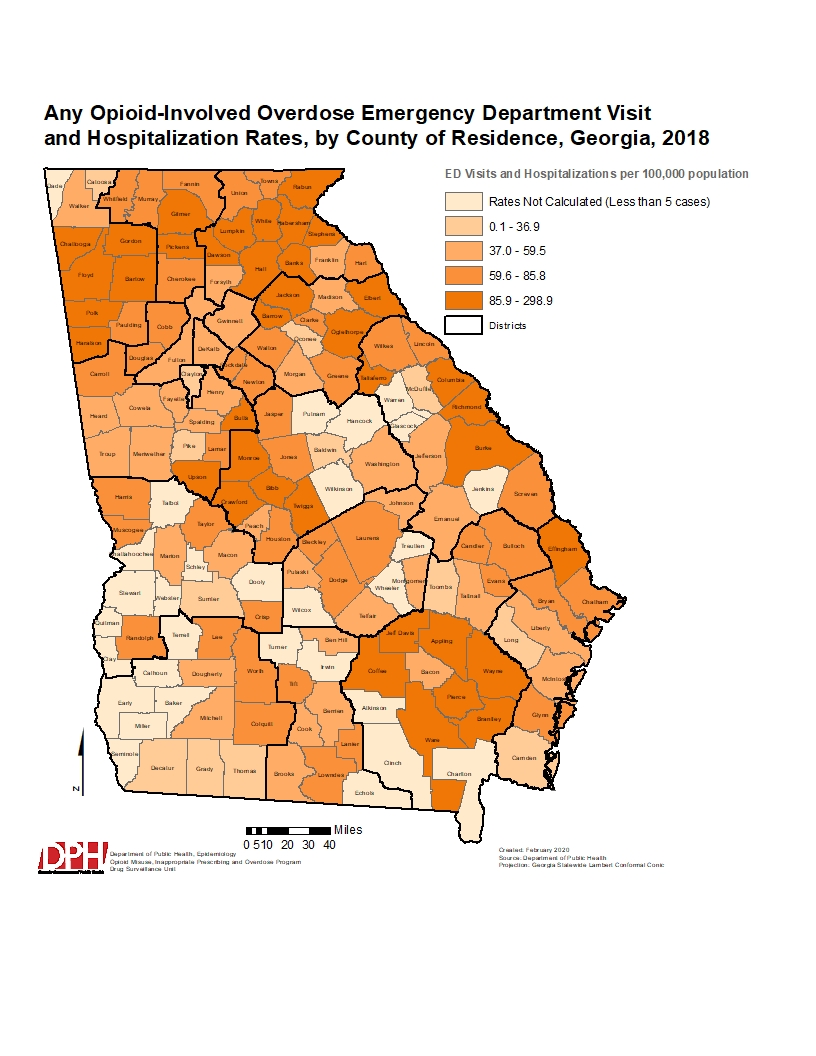 Any Opioid-Involved Overdose Emergency Department Visit
and Hospitalization Rates, by County of Residence, Georgia, 2018
ED Visits and Hospitalizations per 100,000 population
Rates Not Calculated (Less than 5 cases)
0.1 - 36.9
37.0 - 59.5
59.6 - 85.8
85.9 - 298.9
Districts
Dade
Catoosa
Walker
Whitfield
Murray
Fannin
Union
Towns
Rabun
Gilmer
Chattooga
Gordon
Pickens
Lumpkin
White
Habersham
Stephens
Dawson
Floyd
Bartow
Cherokee
Forsyth
Hall
Banks
Franklin
Hart
Polk
Paulding
Cobb
Gwinnett
Jackson
Madison
Elbert
Haralson
Douglas
Fulton
DeKalb
Barrow
Clarke
Oconee
Oglethorpe
Walton
Wilkes
Lincoln
Carroll
Clayton
Rockdale
Newton
Morgan
Greene
Taliaferro
McDuffie
Columbia
Heard
Coweta
Fayette
Henry
Spalding
Butts
Jasper
Putnam
Hancock
Warren
Glascock
Richmond
Troup
Meriwether
Pike
Lamar
Monroe
Jones
Baldwin
Washington
Jefferson
Burke
Upson
Bibb
Wilkinson
Jenkins
Screven
Harris
Talbot
Crawford
Twiggs
Johnson
Emanuel
Muscogee
Taylor
Peach
Houston
Bleckley
Laurens
Treutlen
Candler
Bulloch
Effingham
Chattahoochee
Marion
Schley
Macon
Dooly
Pulaski
Dodge
Wheeler
Montgomery
Toombs
Tattnall
Evans
Bryan
Chatham
Stewart
Webster
Sumter
Crisp
Wilcox
Telfair
Quitman
Randolph
Terrell
Lee
Turner
Ben Hill
Jeff Davis
Appling
Long
Liberty
Clay
Calhoun
Dougherty
Worth
Tift
Irwin
Coffee
Bacon
Wayne
McIntosh
Early
Baker
Miller
Mitchell
Colquitt
Cook
Berrien
Atkinson
Pierce
Brantley
Glynn
Ware
Lanier
Clinch
Seminole
Decatur
Grady
Thomas
Brooks
Lowndes
Echols
Charlton
Camden
N
Miles
0 5 10 20 30 40
DPH
Department of Public Health, Epidemiology
Opioid Misuse, Inappropriate Prescribing and Overdose Program
Drug Surveillance Unit
Created: February 2020
Source: Department of Public Health
Projection: Georgia Statewide Lambert Conformal Conic